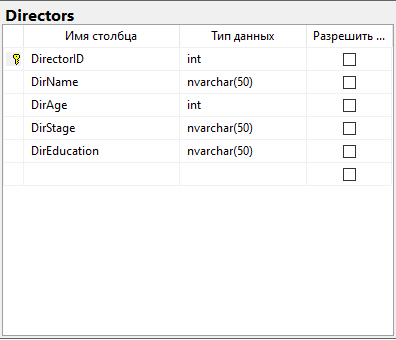 Directors
Имя столбца Тип данных Разрешить ...
DirectorID int
DirName nvarchar(50)
DirAge int
DirStage nvarchar(50)
DirEducation nvarchar(50)